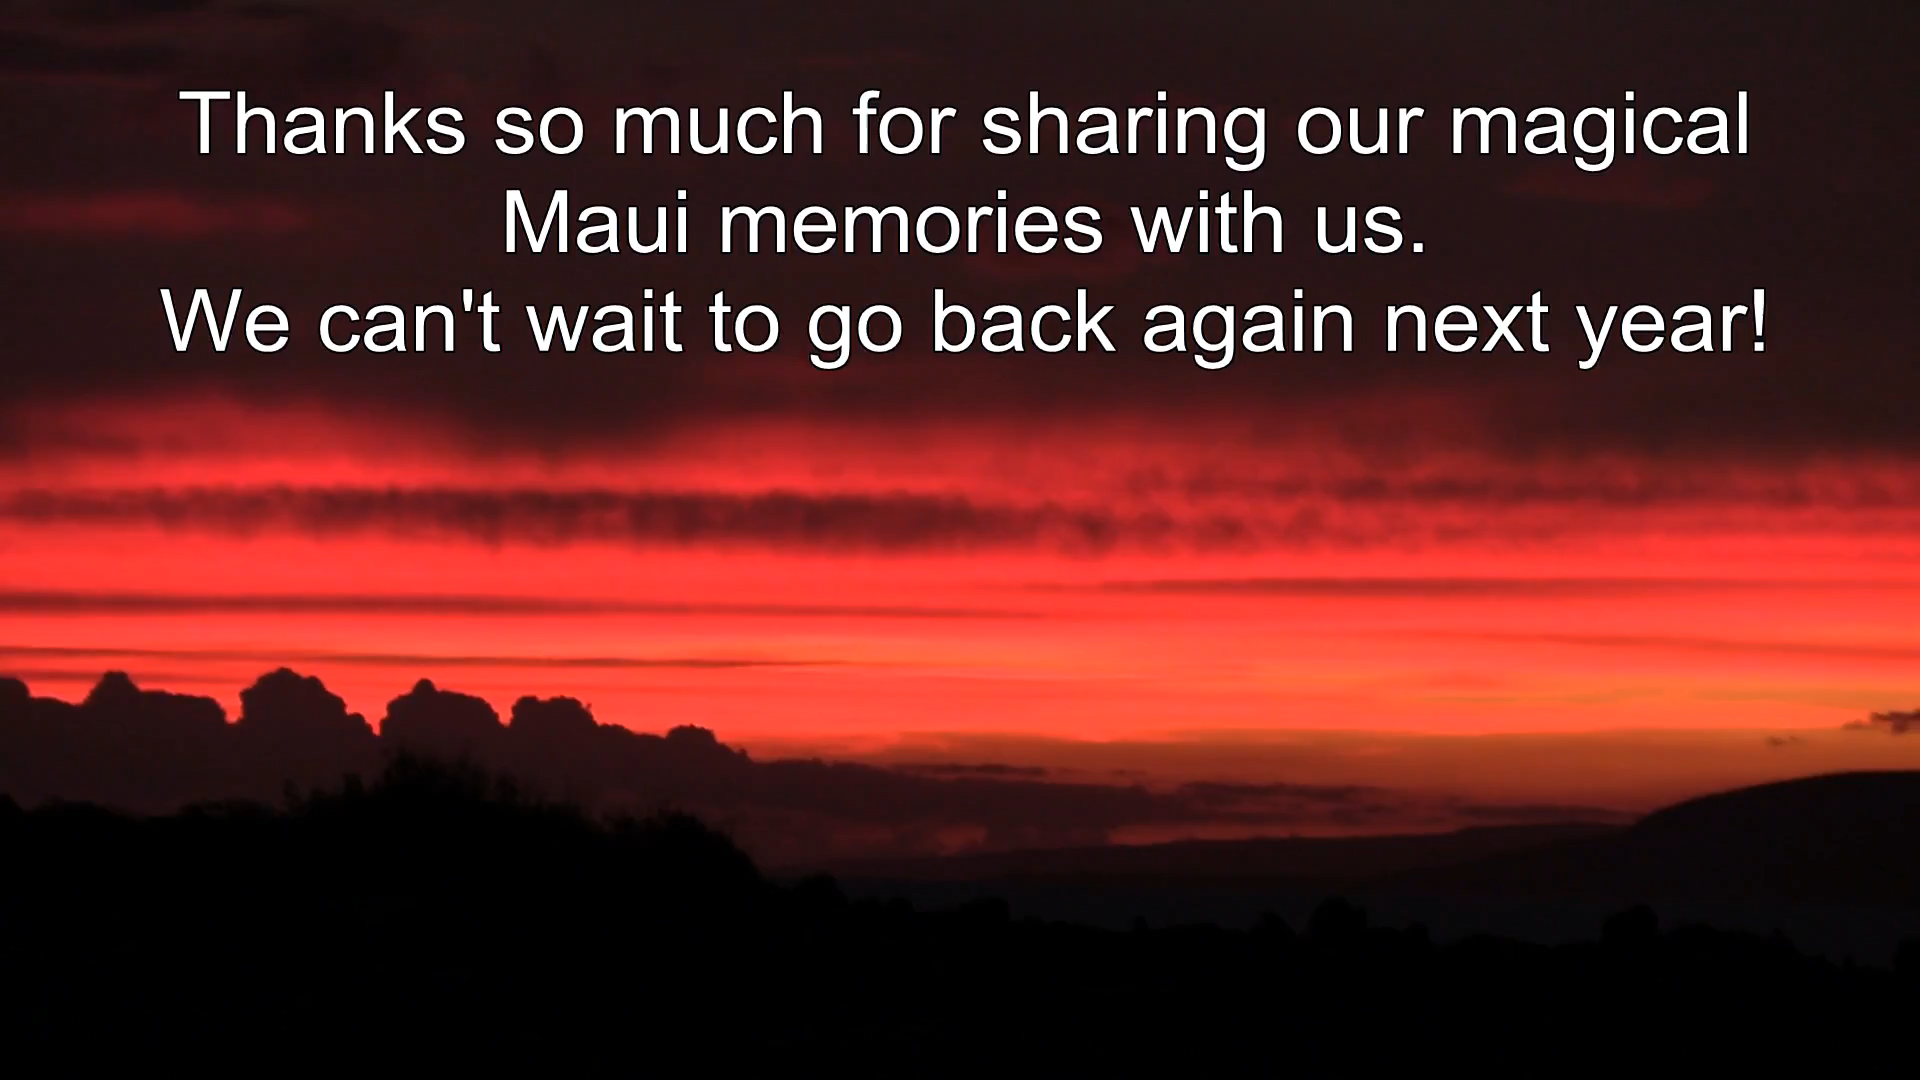 Thanks so much for sharing our magical
Maui memories with us.
We can't wait to go back again next year!